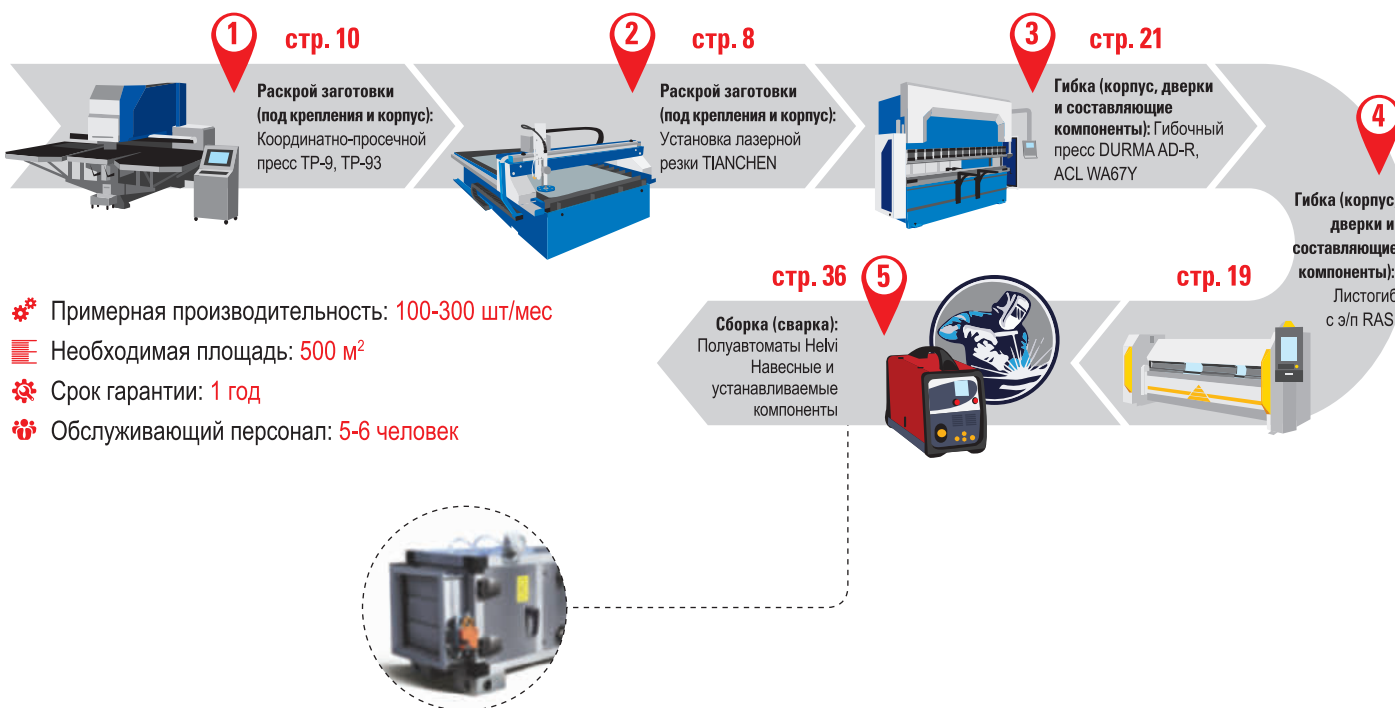 1
стр. 10
Раскрой заготовки
(под крепления и корпус):
Координатно-просечной
пресс TP-9, TP-93
2
стр. 8
Раскрой заготовки
(под крепления и корпус):
Установка лазерной
резки TIANCHEN
3
стр. 21
Гибка (корпус, дверки
и составляющие
компоненты): Гибочный
пресс DURMA AD-R,
ACL WA67Y
4
Гибка (корпус
дверки и
составляющие
компоненты):
Листогиб
с э/п RAS
стр. 19
стр. 36
5
Сборка (сварка):
Полуавтоматы Helvi
Навесные и
устанавливаемые
компоненты
Примерная производительность: 100-300 шт/мес
Необходимая площадь: 500 м²
Срок гарантии: 1 год
Обслуживающий персонал: 5-6 человек